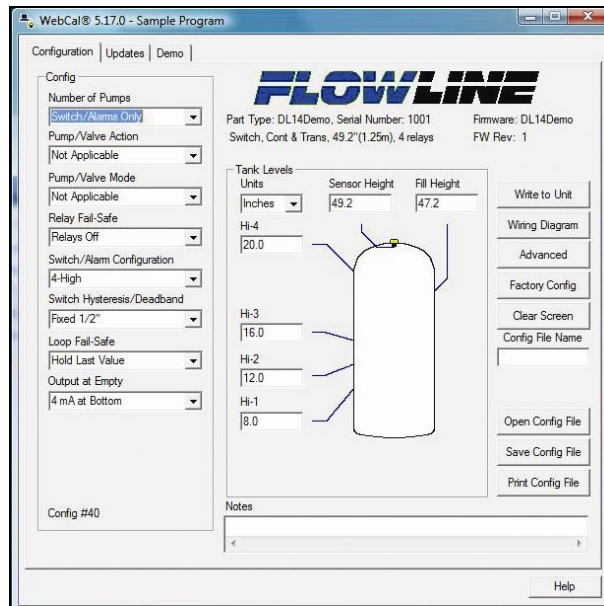 WebCal® 5.17.0 - Sample Program
Configuration Updates Demo
Config
Number of Pumps
Switch/Alarms Only
Pump/Valve Action
Not Applicable
Pump/Valve Mode
Not Applicable
Relay Fail-Safe
Relays Off
Switch/Alarm Configuration
4-High
Switch Hysteresis/Deadband
Fixed 1/2"
Loop Fail-Safe
Hold Last Value
Output at Empty
4 mA at Bottom
Config #40
FLOWLINE
Part Type: DL14Demo, Serial Number: 1001 Firmware: DL14Demo
Switch, Cont & Trans, 49.2"(1.25m), 4 relays FW Rev: 1
Tank Levels
Units Sensor Height Fill Height
Inches 49.2 47.2
Hi-4
20.0
Hi-3
16.0
Hi-2
12.0
Hi-1
8.0
Write to Unit
Wiring Diagram
Advanced
Factory Config
Clear Screen
Config File Name
Open Config File
Save Config File
Print Config File
Notes
Help